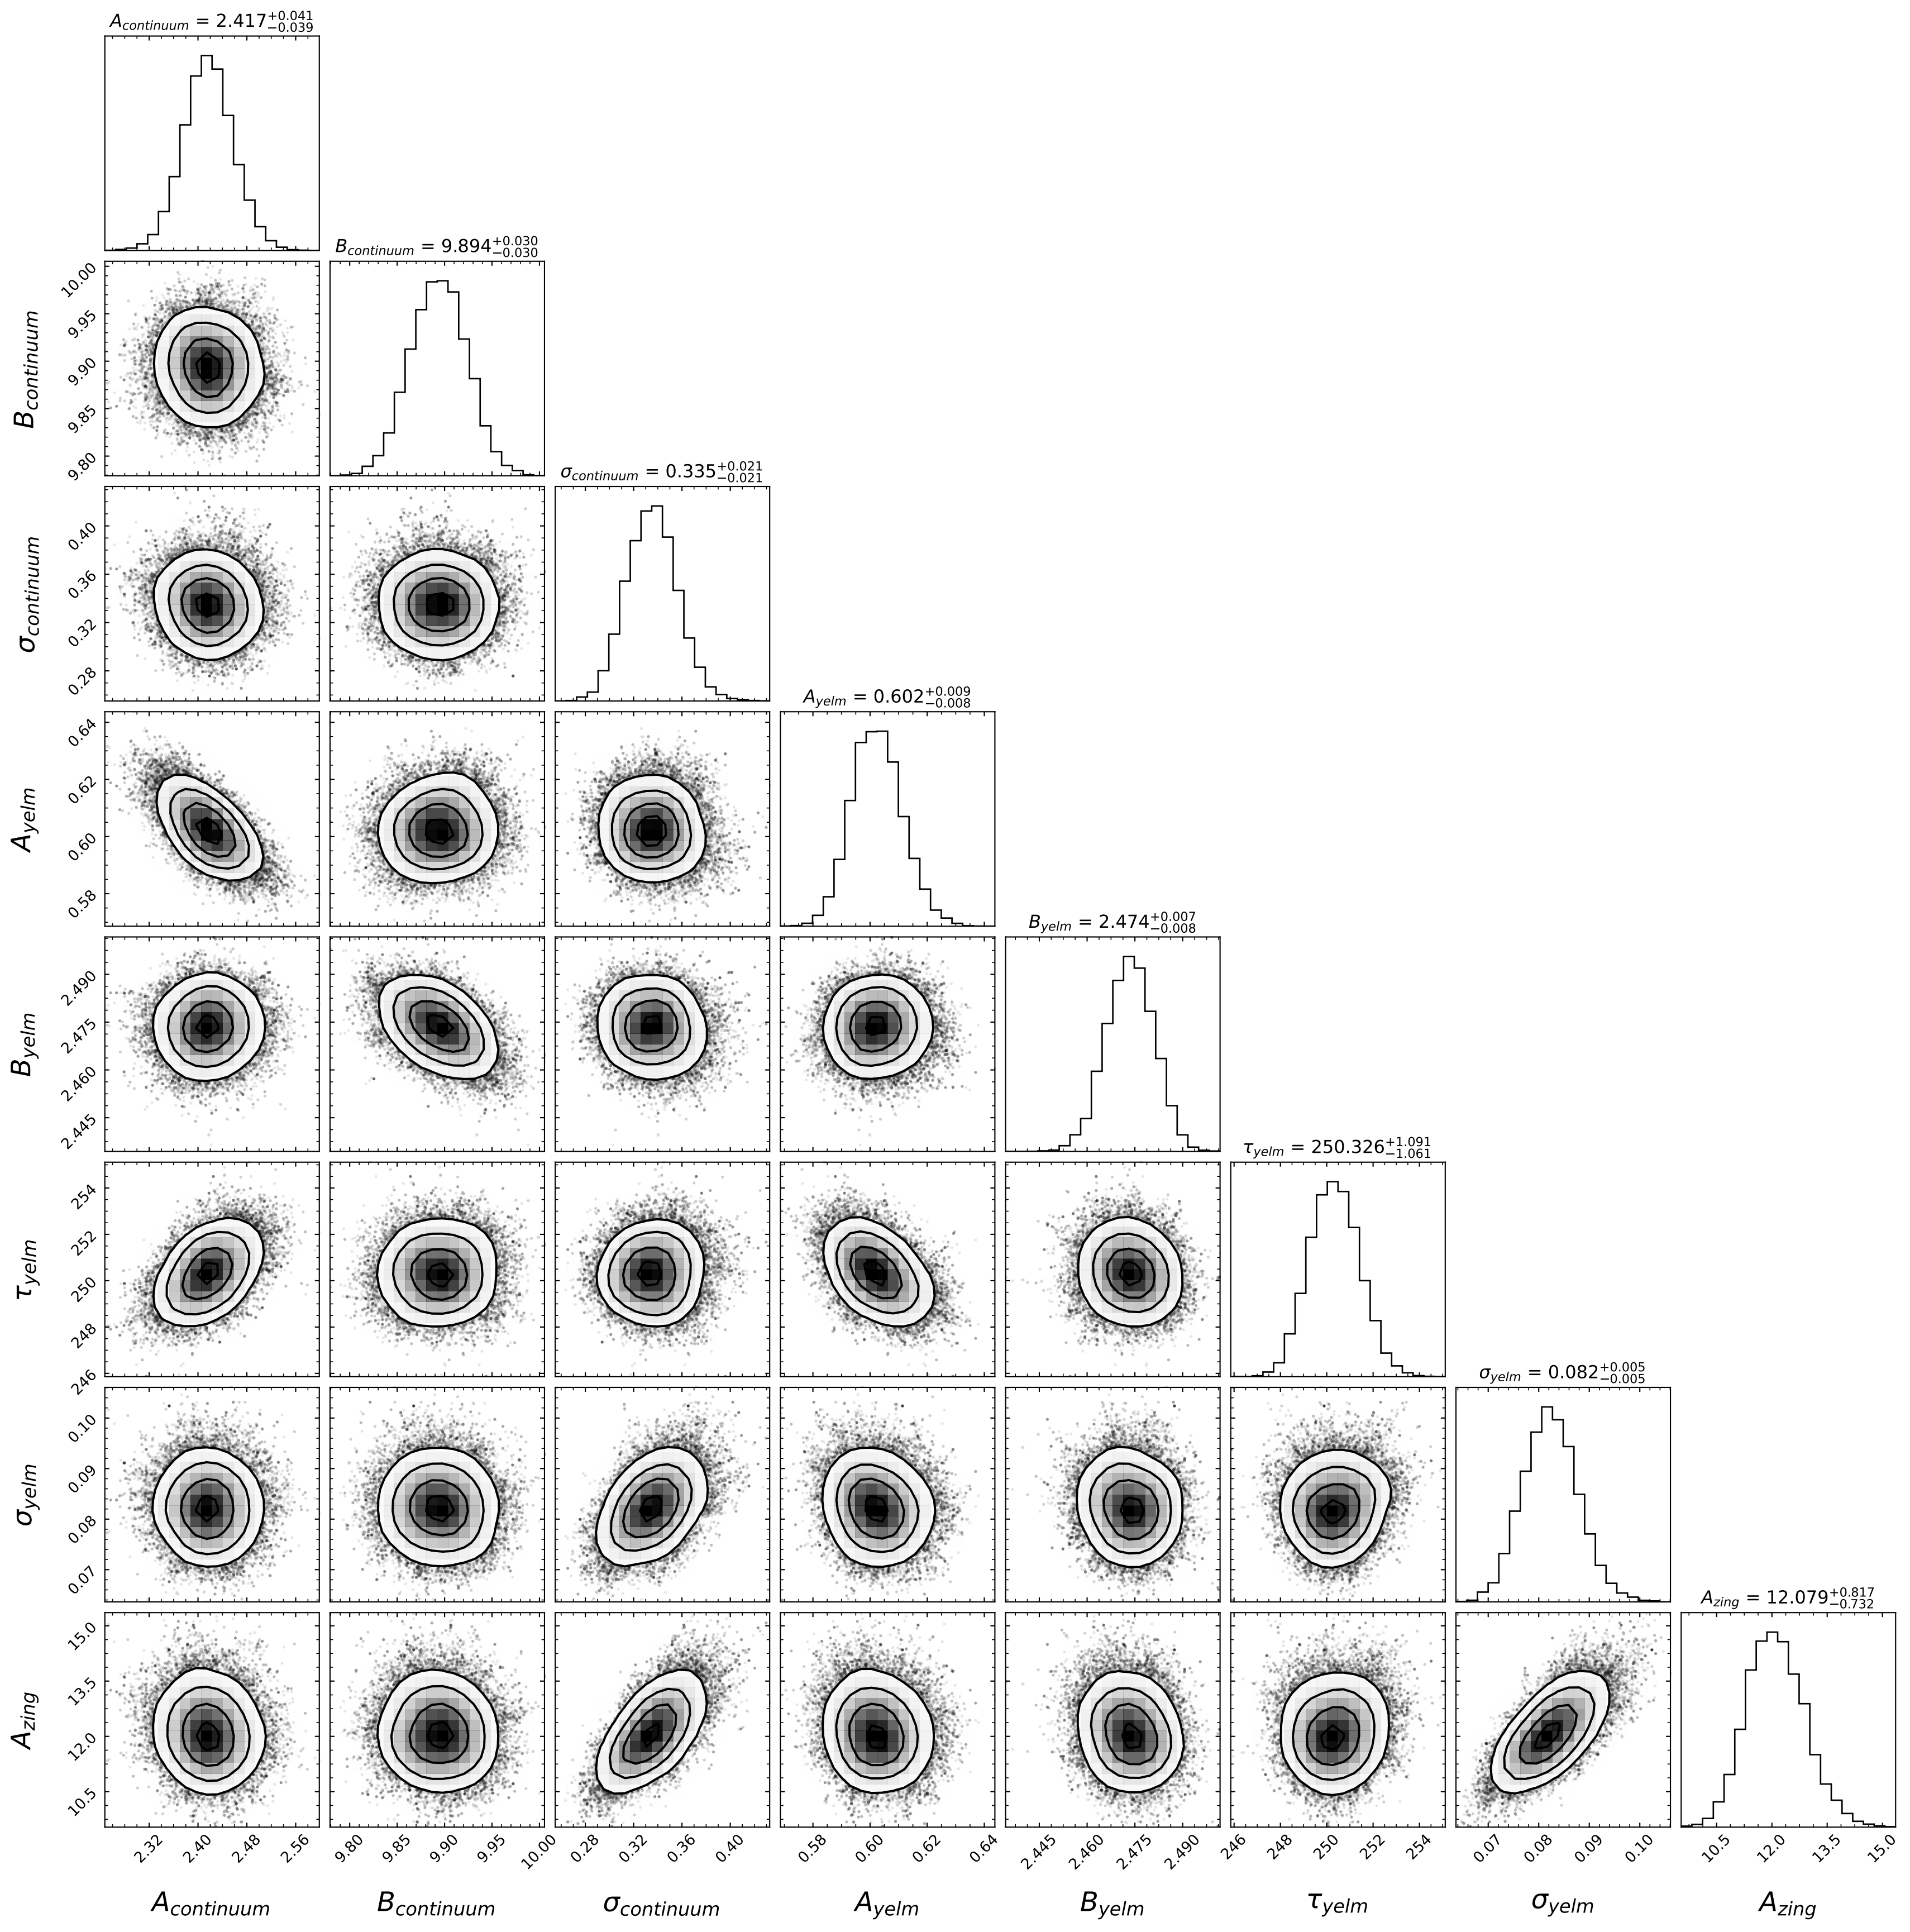 A_continuum = 2.417 +0.041 −0.039
B_continuum = 9.894 +0.030 −0.030
10.00
9.95
9.90
9.85
9.80
B_continuum
σ_continuum = 0.335 +0.021 −0.021
0.40
0.36
0.32
0.28
σ_continuum
A_yelm = 0.602 +0.009 −0.008
0.64
0.62
0.60
0.58
A_yelm
B_yelm = 2.474 +0.007 −0.008
2.490
2.475
2.460
2.445
B_yelm
τ_yelm = 250.326 +1.091 −1.061
254
252
250
248
246
τ_yelm
σ_yelm = 0.082 +0.005 −0.005
0.10
0.09
0.08
0.07
σ_yelm
A_zing = 12.079 +0.817 −0.732
15.0
13.5
12.0
10.5
A_zing
2.32 2.40 2.48 2.56 9.80 9.85 9.90 9.95 10.00 0.28 0.32 0.36 0.40 0.58 0.60 0.62 0.64 2.445 2.460 2.475 2.490 246 248 250 252 254 0.07 0.08 0.09 0.10 10.5 12.0 13.5 15.0
A_continuum B_continuum σ_continuum A_yelm B_yelm τ_yelm σ_yelm A_zing